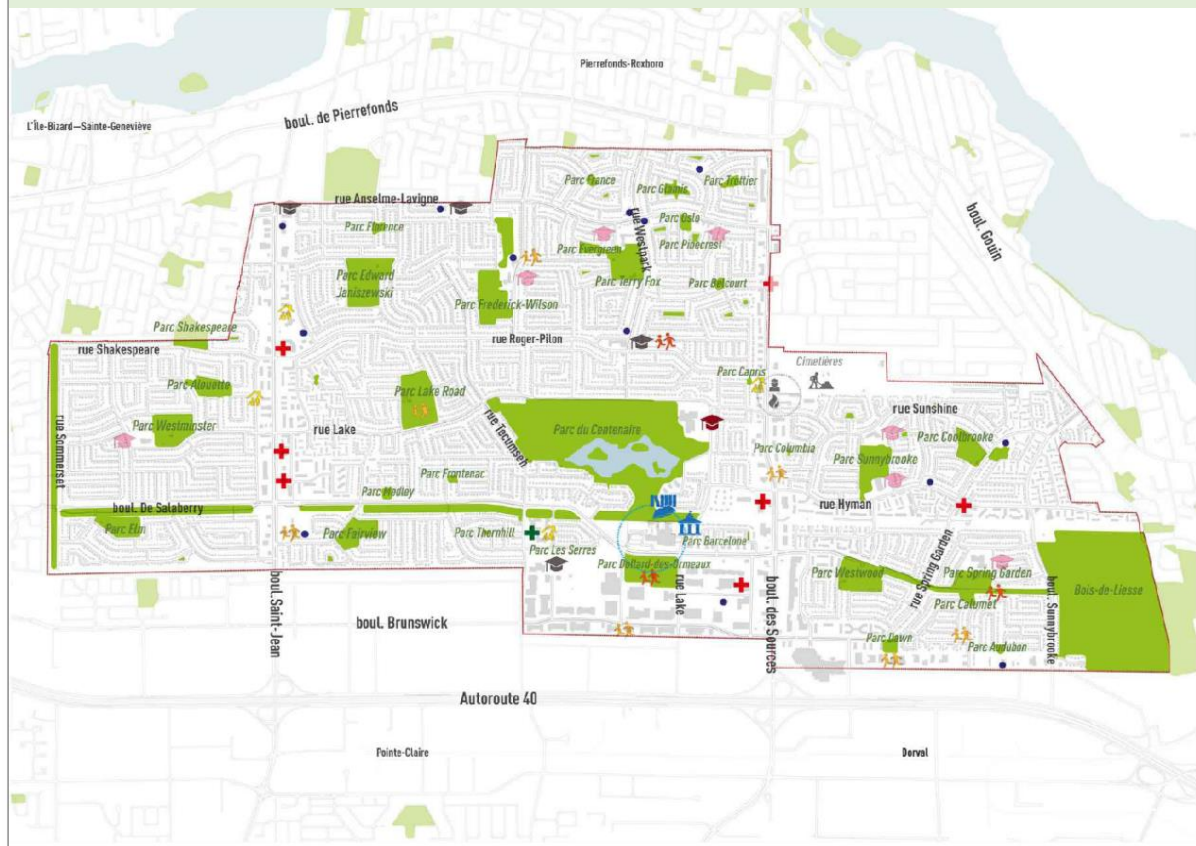 Pierrefonds-Roxboro
L'Île-Bizard—Sainte-Geneviève
boul. de Pierrefonds
boul. Gouin
rue Anselme-Lavigne
Parc France
Parc Glamis
Parc Trottier
Parc Florence
rue Westpark
Parc Oslo
Parc Evergreen
Parc Pinecrest
Parc Edward
Janiszewski
Parc Terry Fox
Parc Belcourt
Parc Frederick-Wilson
Parc Shakespeare
rue Shakespeare
rue Roger-Pilon
Cimetières
Parc Capris
Parc Alouette
Parc Lake Road
rue Sunshine
rue Sommerset
Parc Westminster
rue Lake
rue Tecumseh
Parc du Centenaire
Parc Columbia
Parc Sunnybrooke
Parc Coolbrooke
Parc Frontenac
Parc Hadley
boul. De Salaberry
rue Hyman
Parc Elm
Parc Fairview
Parc Thornhill
Parc Les Serres
Parc Barcelone
Parc Dollard-des-Ormeaux
rue Lake
boul. des Sources
Parc Westwood
rue Spring Garden
Parc Spring Garden
Parc Calumet
boul. Sunnybrooke
Bois-de-Liesse
boul. Saint-Jean
boul. Brunswick
Parc Dawn
Parc Audubon
Autoroute 40
Pointe-Claire
Dorval